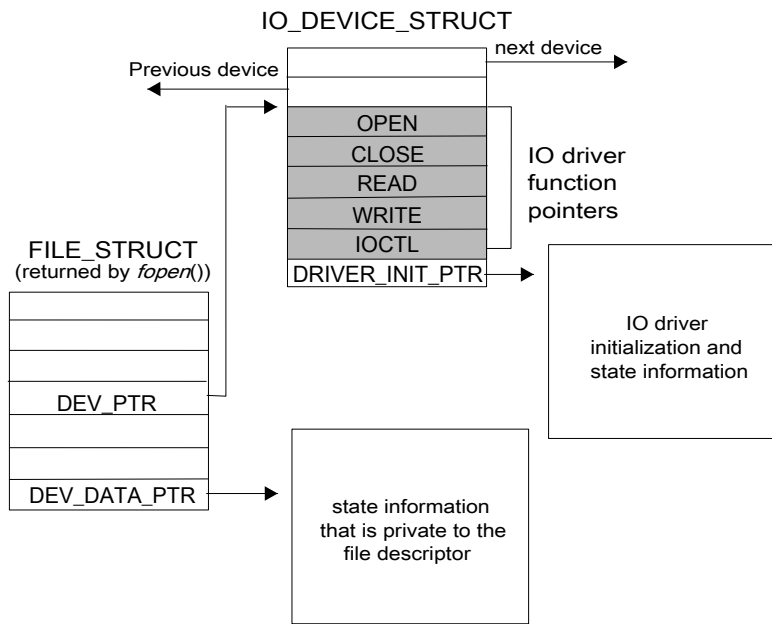 IO_DEVICE_STRUCT
next device
Previous device
OPEN
CLOSE
READ
WRITE
IOCTL
DRIVER_INIT_PTR
IO driver
function
pointers
FILE_STRUCT
(returned by fopen())
DEV_PTR
DEV_DATA_PTR
IO driver
initialization and
state information
state information
that is private to the
file descriptor